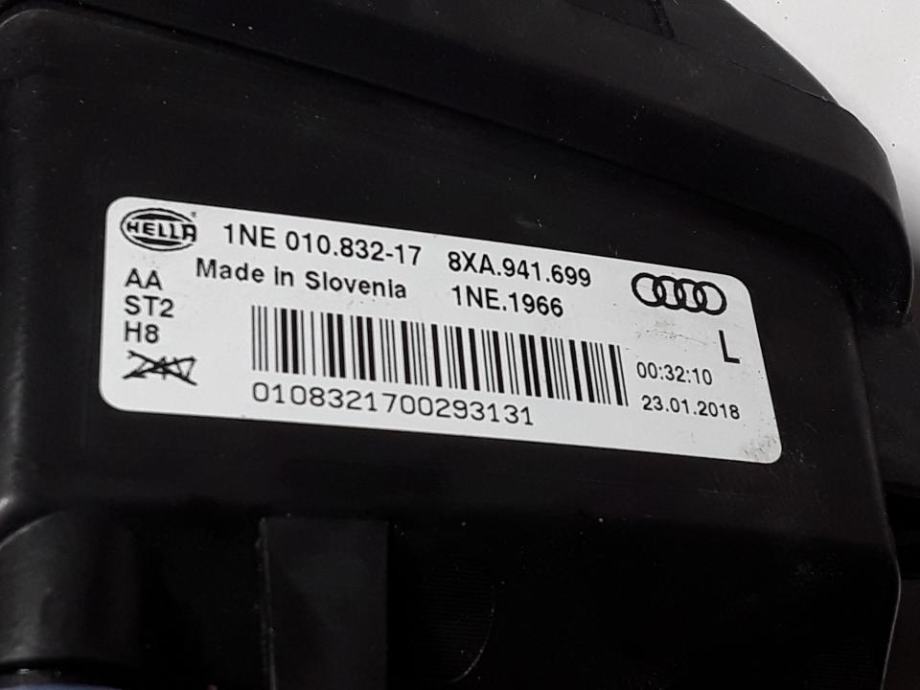 HELLA
1NE 010.832-17 8XA.941.699
Made in Slovenia 1NE.1966
AA
ST2
H8
L
00:32:10
23.01.2018
0108321700293131